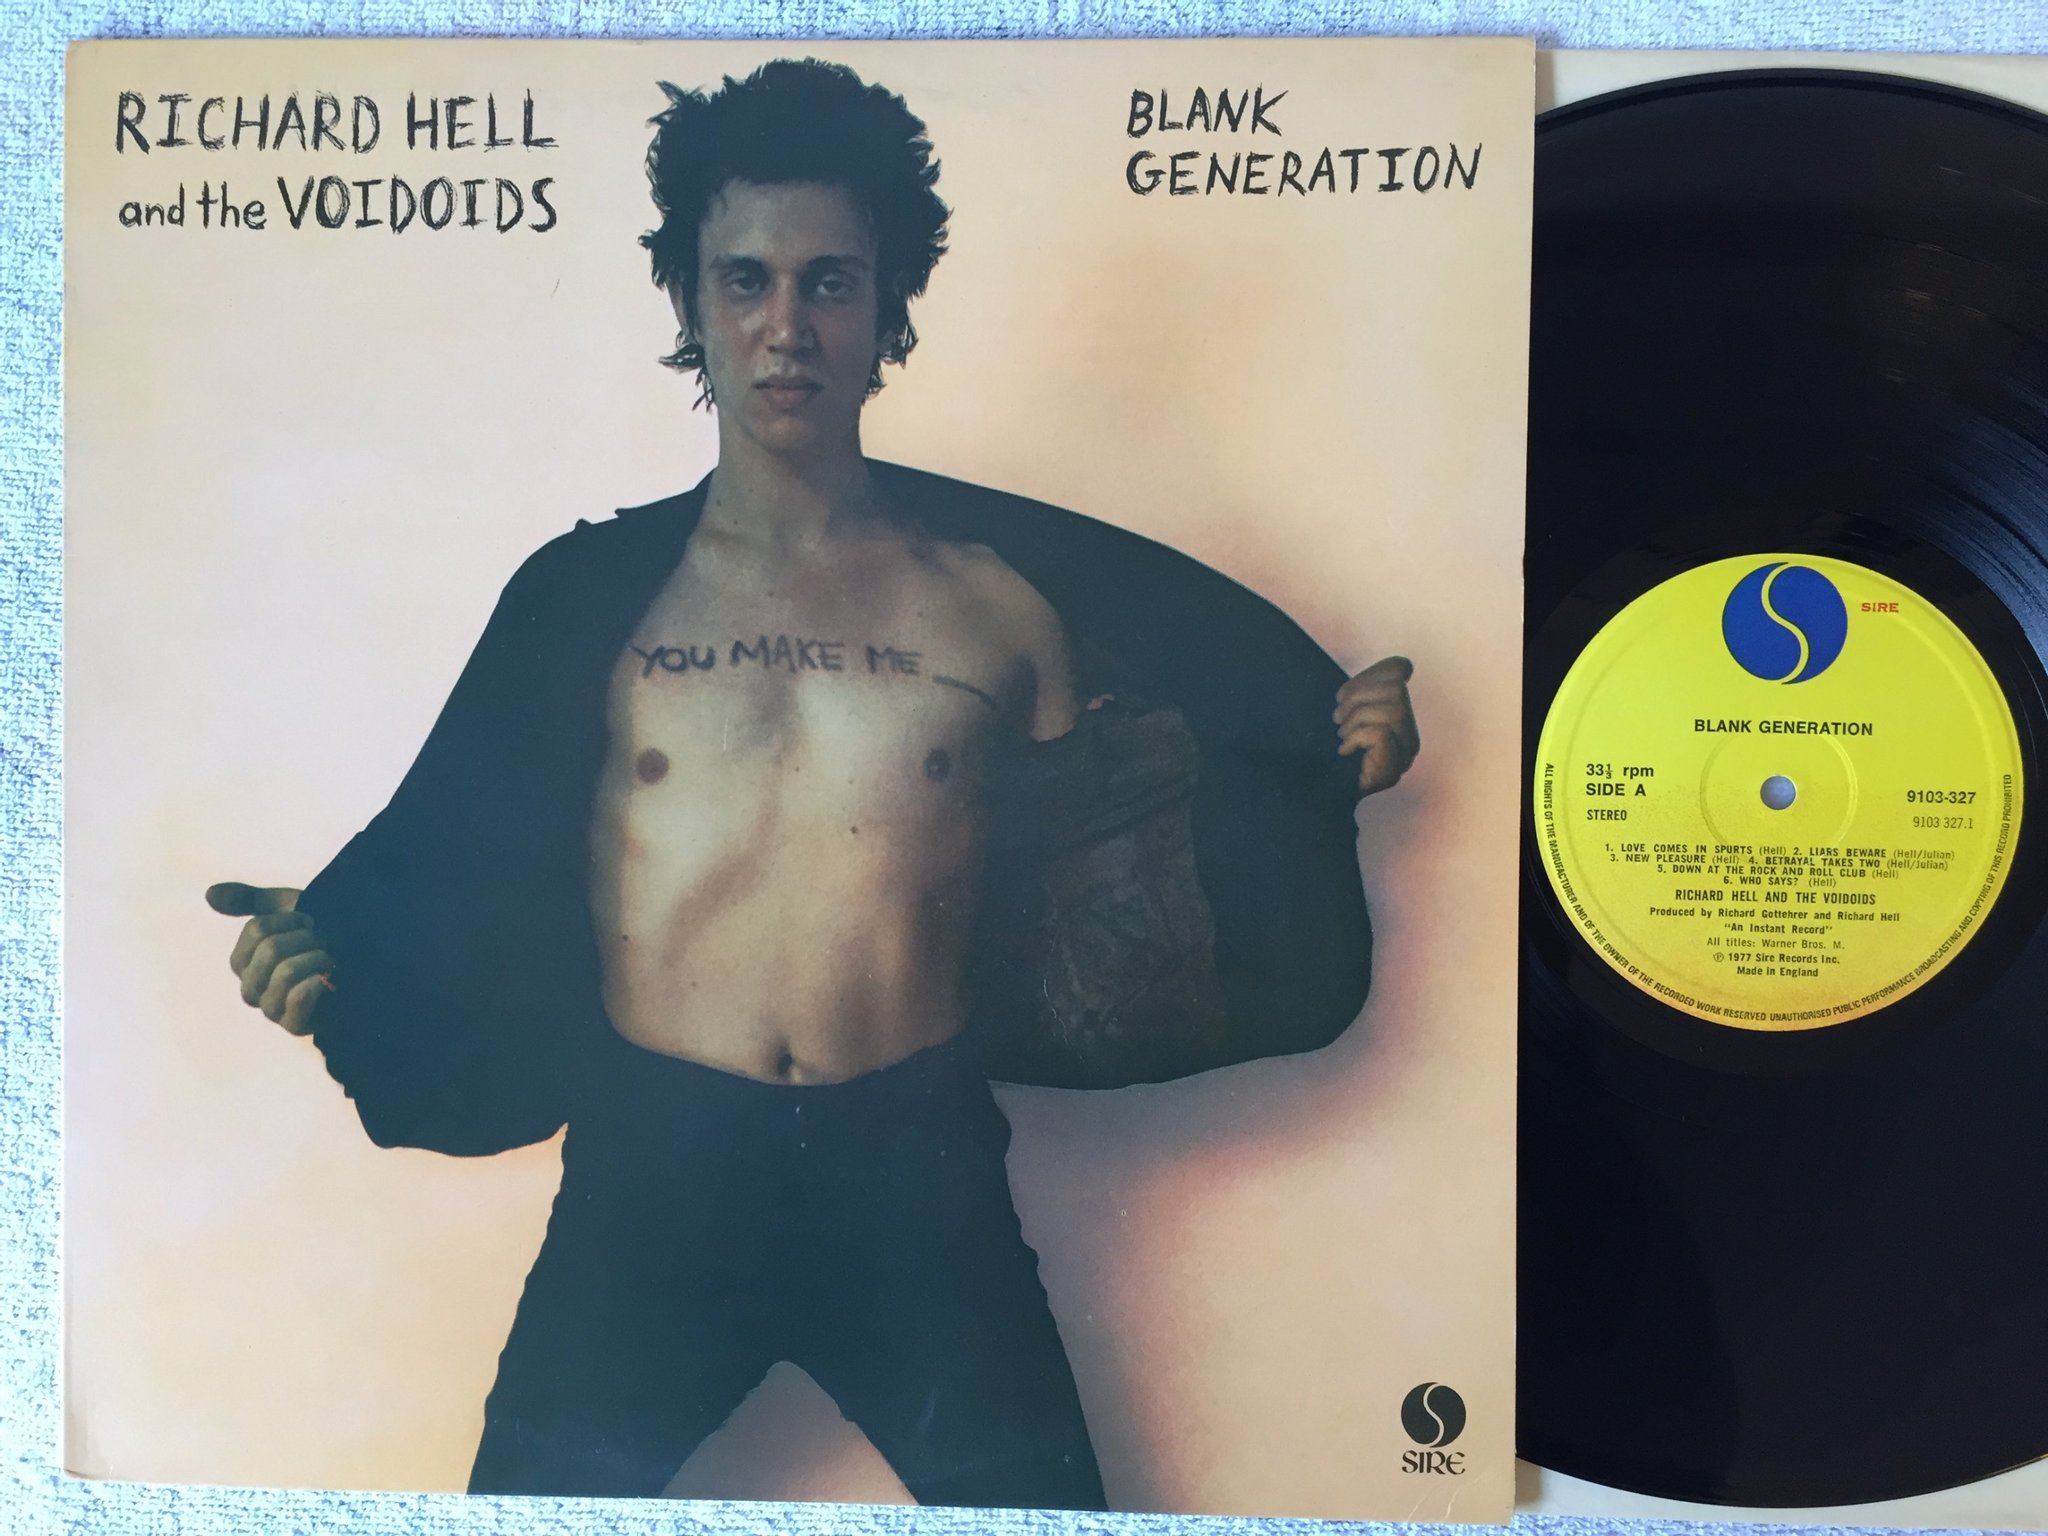 RICHARD HELL
and the VOIDOIDS
BLANK
GENERATION
YOU MAKE ME ___
SIRE
SIRE
BLANK GENERATION
33⅓ rpm
SIDE A
STEREO
9103-327
9103 327.1
1. LOVE COMES IN SPURTS (Hell) 2. LIARS BEWARE (Hell/Julian)
3. NEW PLEASURE (Hell) 4. BETRAYAL TAKES TWO (Hell/Julian)
5. DOWN AT THE ROCK AND ROLL CLUB (Hell)
6. WHO SAYS? (Hell)
RICHARD HELL AND THE VOIDOIDS
Produced by Richard Gottehrer and Richard Hell
"An Instant Record"
All titles: Warner Bros. M.
℗ 1977 Sire Records Inc.
Made in England
ALL RIGHTS OF THE MANUFACTURER AND OF THE OWNER OF THE RECORDED WORK RESERVED UNAUTHORISED PUBLIC PERFORMANCE BROADCASTING AND COPYING OF THIS RECORD PROHIBITED